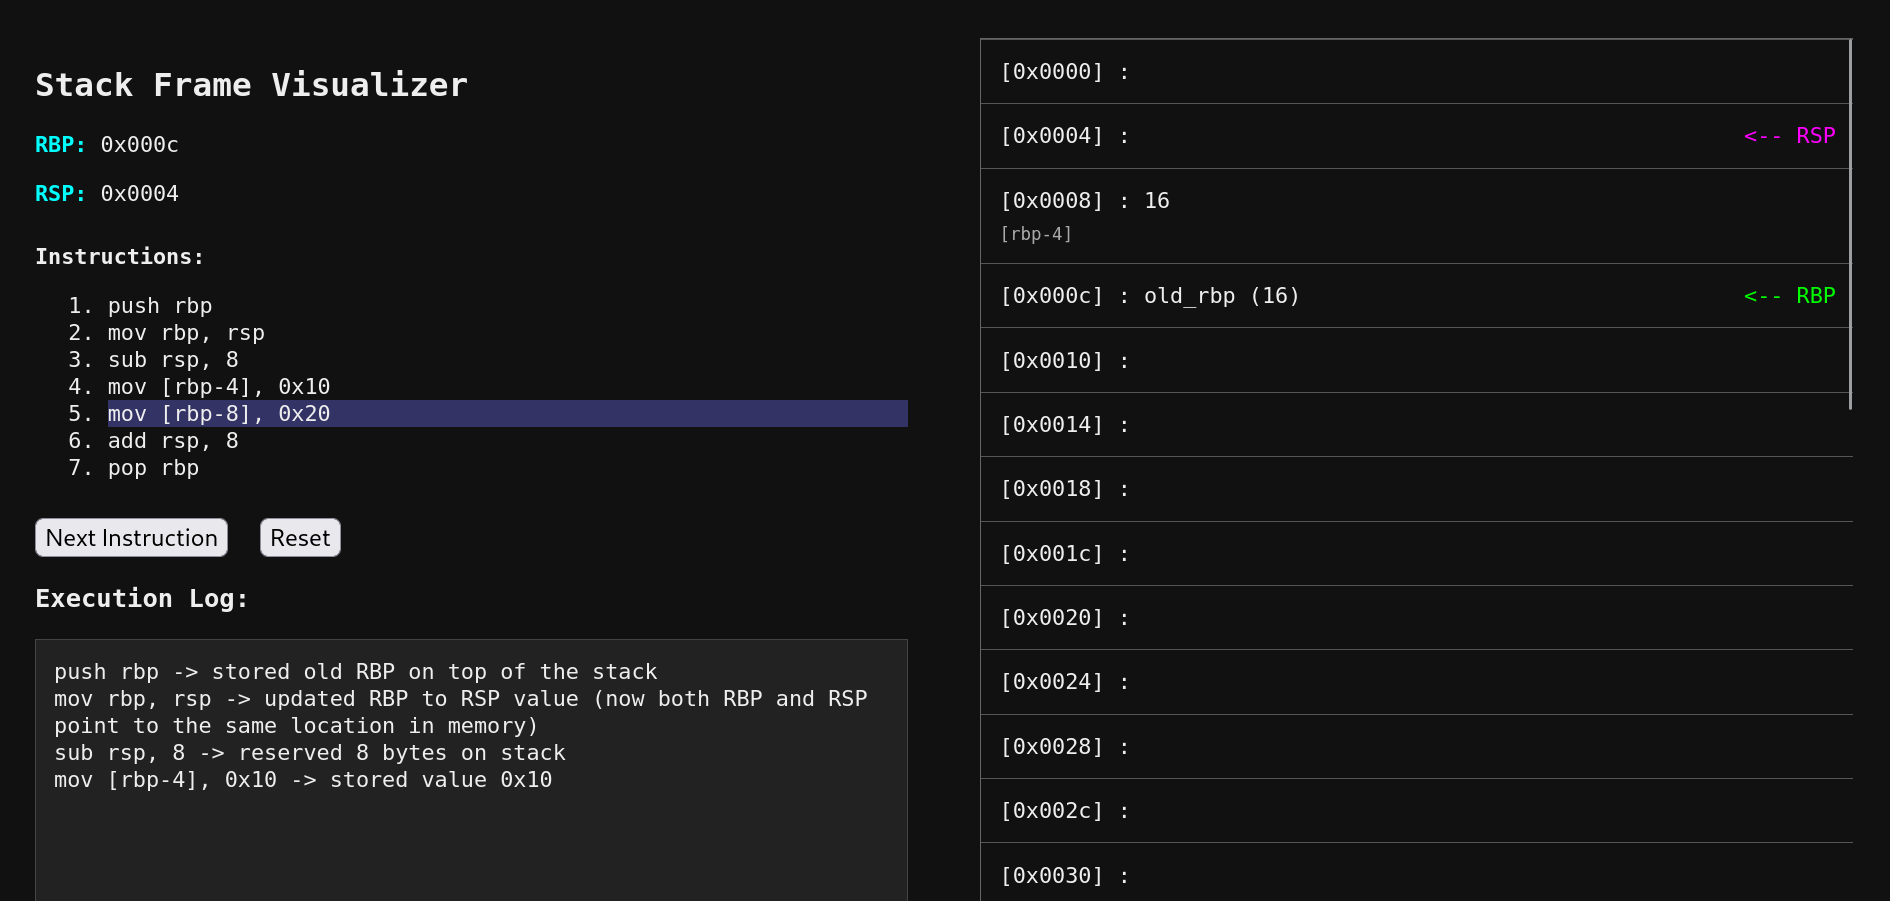 Stack Frame Visualizer
RBP: 0x000c
RSP: 0x0004
Instructions:
1. push rbp
2. mov rbp, rsp
3. sub rsp, 8
4. mov [rbp-4], 0x10
5. mov [rbp-8], 0x20
6. add rsp, 8
7. pop rbp
Next Instruction Reset
Execution Log:
push rbp -> stored old RBP on top of the stack
mov rbp, rsp -> updated RBP to RSP value (now both RBP and RSP
point to the same location in memory)
sub rsp, 8 -> reserved 8 bytes on stack
mov [rbp-4], 0x10 -> stored value 0x10
[0x0000] :
[0x0004] : <-- RSP
[0x0008] : 16
[rbp-4]
[0x000c] : old_rbp (16) <-- RBP
[0x0010] :
[0x0014] :
[0x0018] :
[0x001c] :
[0x0020] :
[0x0024] :
[0x0028] :
[0x002c] :
[0x0030] :